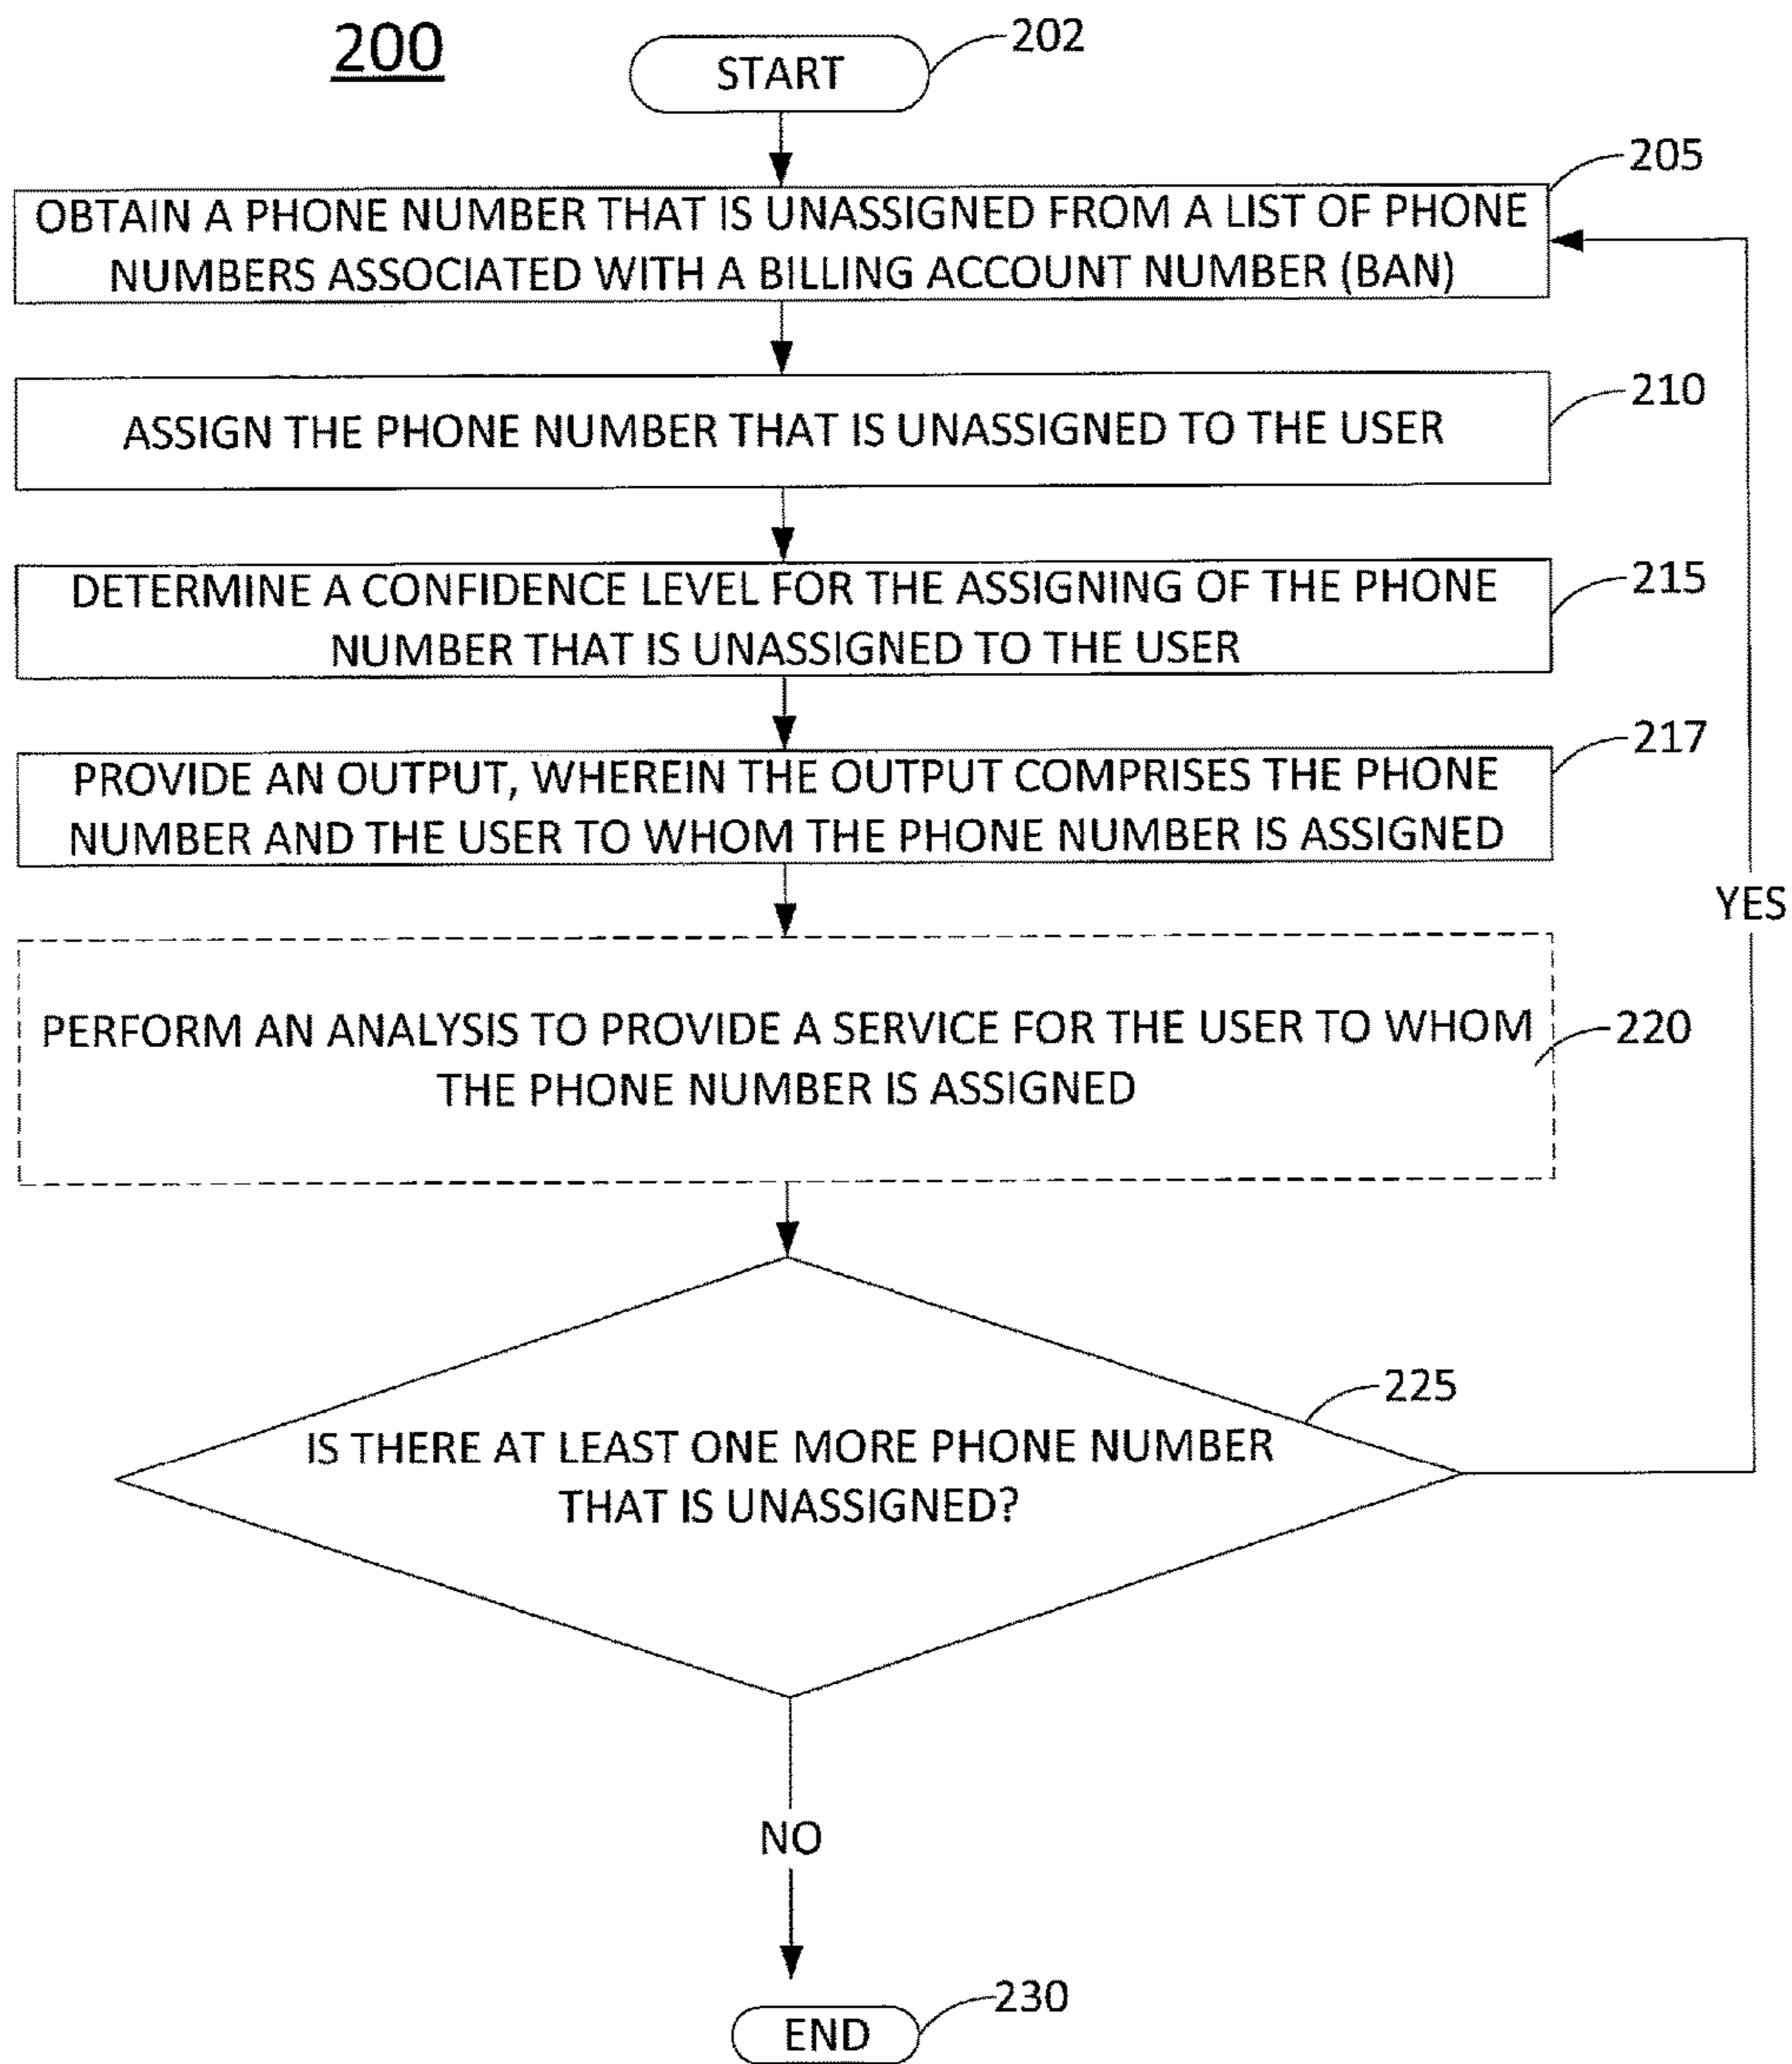 200
START
202
205
OBTAIN A PHONE NUMBER THAT IS UNASSIGNED FROM A LIST OF PHONE
NUMBERS ASSOCIATED WITH A BILLING ACCOUNT NUMBER (BAN)
210
ASSIGN THE PHONE NUMBER THAT IS UNASSIGNED TO THE USER
215
DETERMINE A CONFIDENCE LEVEL FOR THE ASSIGNING OF THE PHONE
NUMBER THAT IS UNASSIGNED TO THE USER
217
PROVIDE AN OUTPUT, WHEREIN THE OUTPUT COMPRISES THE PHONE
NUMBER AND THE USER TO WHOM THE PHONE NUMBER IS ASSIGNED
YES
PERFORM AN ANALYSIS TO PROVIDE A SERVICE FOR THE USER TO WHOM
THE PHONE NUMBER IS ASSIGNED
220
225
IS THERE AT LEAST ONE MORE PHONE NUMBER
THAT IS UNASSIGNED?
NO
230
END